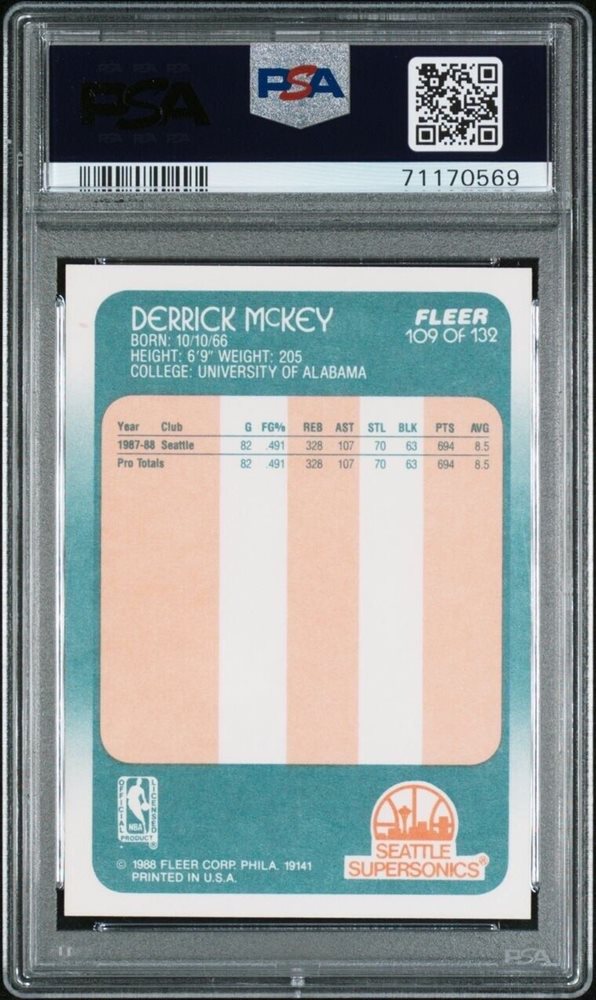 PSA
PSA
71170569
DERRICK McKEY
FLEER
BORN: 10/10/66
109 OF 132
HEIGHT: 6'9" WEIGHT: 205
COLLEGE: UNIVERSITY OF ALABAMA
Year Club G FG% REB AST STL BLK PTS AVG
1987-88 Seattle 82 .491 328 107 70 63 694 8.5
Pro Totals 82 .491 328 107 70 63 694 8.5
OFFICIAL LICENSED
NBA
PRODUCT
SEATTLE
SUPERSONICS®
© 1988 FLEER CORP. PHILA. 19141
PRINTED IN U.S.A.
PSA